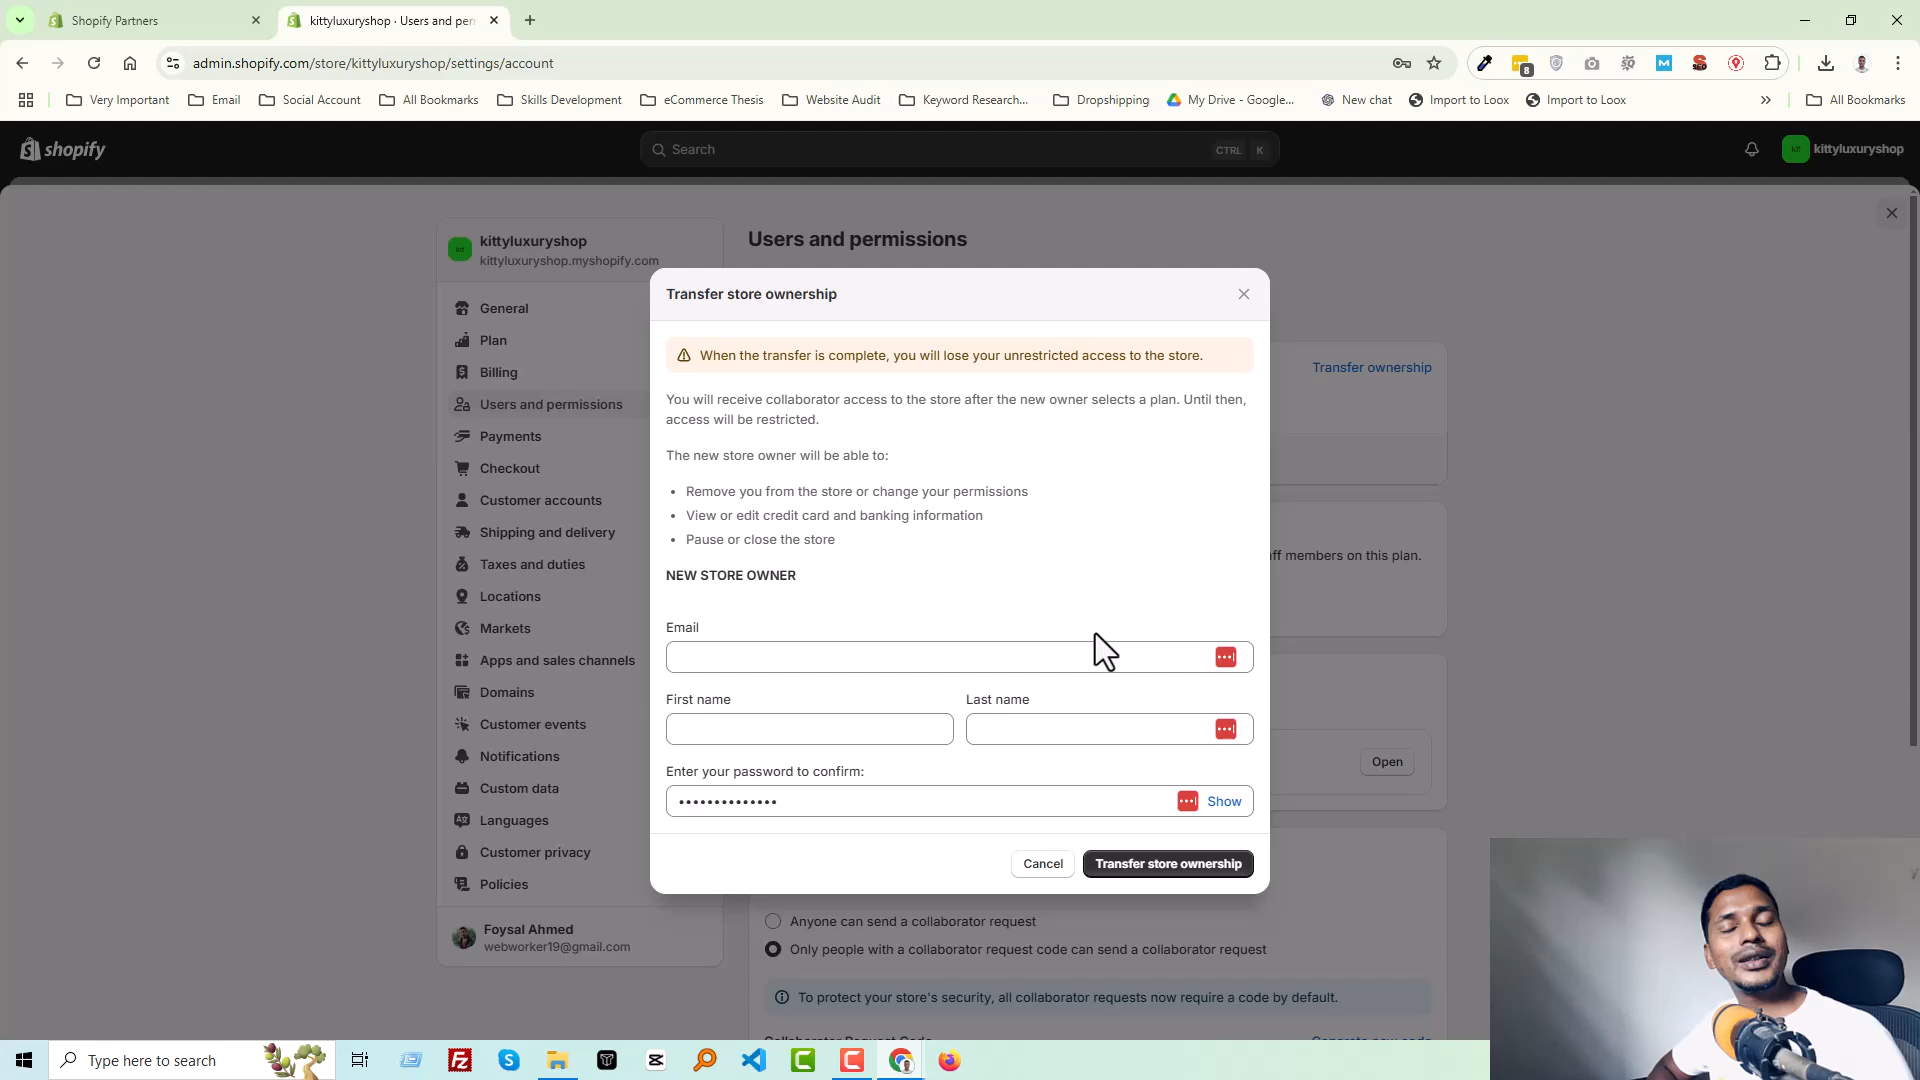 Shopify Partners
kittyluxuryshop · Users and per
admin.shopify.com/store/kittyluxuryshop/settings/account
8
M
SEO
Very Important
Email
Social Account
All Bookmarks
Skills Development
eCommerce Thesis
Website Audit
Keyword Research...
Dropshipping
My Drive - Google...
New chat
Import to Loox
Import to Loox
All Bookmarks
shopify
Search
CTRL K
kit
kittyluxuryshop
kit
kittyluxuryshop
kittyluxuryshop.myshopify.com
General
Plan
Billing
Users and permissions
Payments
Checkout
Customer accounts
Shipping and delivery
Taxes and duties
Locations
Markets
Apps and sales channels
Domains
Customer events
Notifications
Custom data
Languages
Customer privacy
Policies
Foysal Ahmed
webworker19@gmail.com
Users and permissions
Transfer ownership
ff members on this plan.
Open
Transfer store ownership
When the transfer is complete, you will lose your unrestricted access to the store.
You will receive collaborator access to the store after the new owner selects a plan. Until then,
access will be restricted.
The new store owner will be able to:
• Remove you from the store or change your permissions
• View or edit credit card and banking information
• Pause or close the store
NEW STORE OWNER
Email
First name
Last name
Enter your password to confirm:
••••••••••••••
Show
Cancel
Transfer store ownership
Anyone can send a collaborator request
Only people with a collaborator request code can send a collaborator request
To protect your store's security, all collaborator requests now require a code by default.
Collaborator Request Code
Generate new code
Type here to search